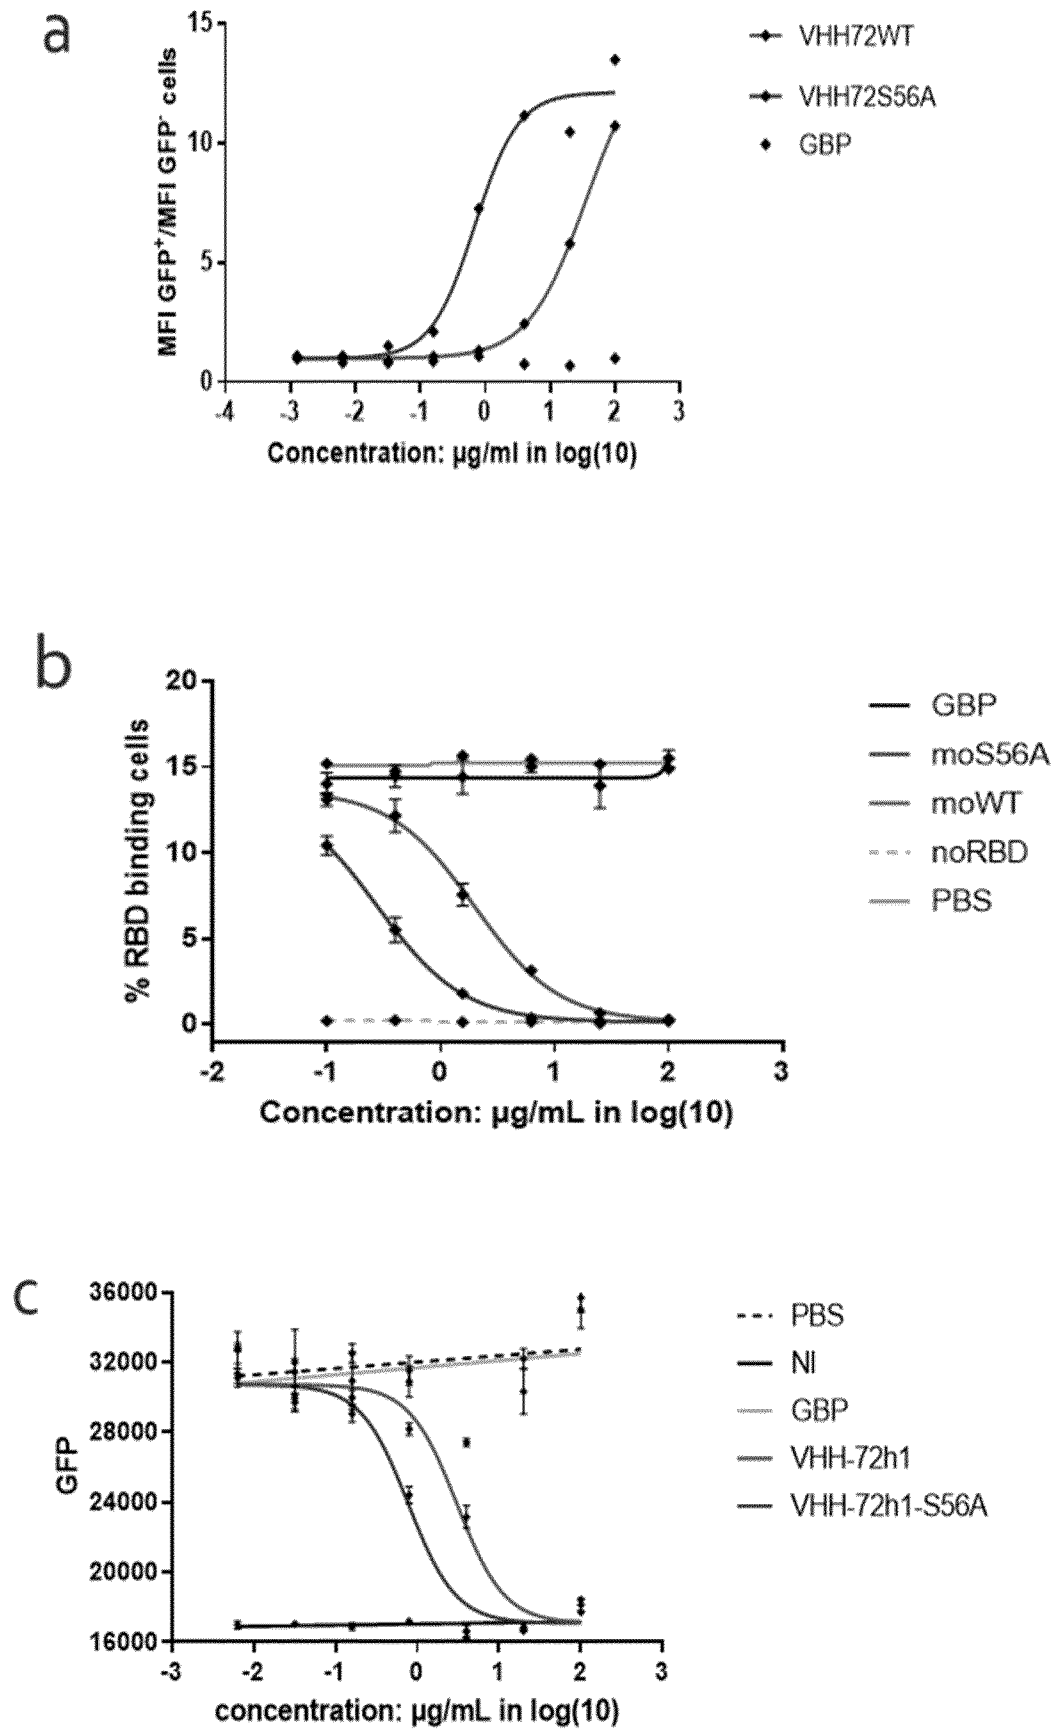 a
15
10
5
0
-4 -3 -2 -1 0 1 2 3
MFI GFP+/MFI GFP- cells
Concentration: µg/ml in log(10)
VHH72WT
VHH72S56A
GBP
b
20
15
10
5
0
-2 -1 0 1 2 3
% RBD binding cells
Concentration: µg/mL in log(10)
GBP
moS56A
moWT
noRBD
PBS
c
36000
32000
28000
24000
20000
16000
-3 -2 -1 0 1 2 3
GFP
concentration: µg/mL in log(10)
PBS
NI
GBP
VHH-72h1
VHH-72h1-S56A